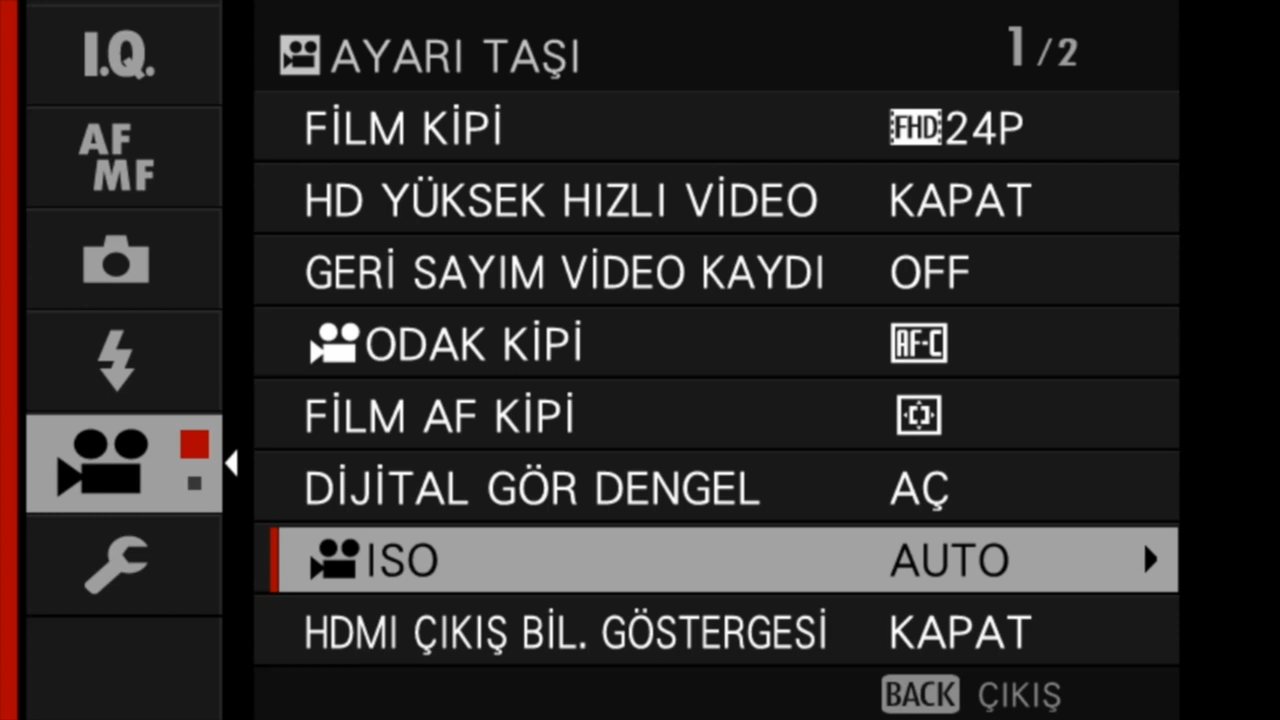 I.Q.
AF
MF
AYARI TAŞI 1/2
FİLM KİPİ FHD 24P
HD YÜKSEK HIZLI VİDEO KAPAT
GERİ SAYIM VİDEO KAYDI OFF
ODAK KİPİ AF-C
FİLM AF KİPİ
DİJİTAL GÖR DENGEL AÇ
ISO AUTO
HDMI ÇIKIŞ BİL. GÖSTERGESİ KAPAT
BACK ÇIKIŞ